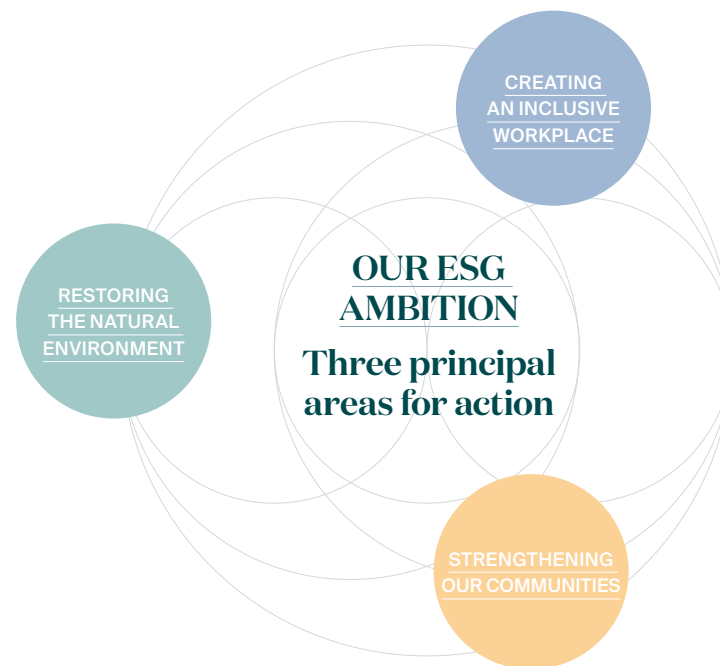 CREATING
AN INCLUSIVE
WORKPLACE
OUR ESG
AMBITION
Three principal
areas for action
RESTORING
THE NATURAL
ENVIRONMENT
STRENGTHENING
OUR COMMUNITIES